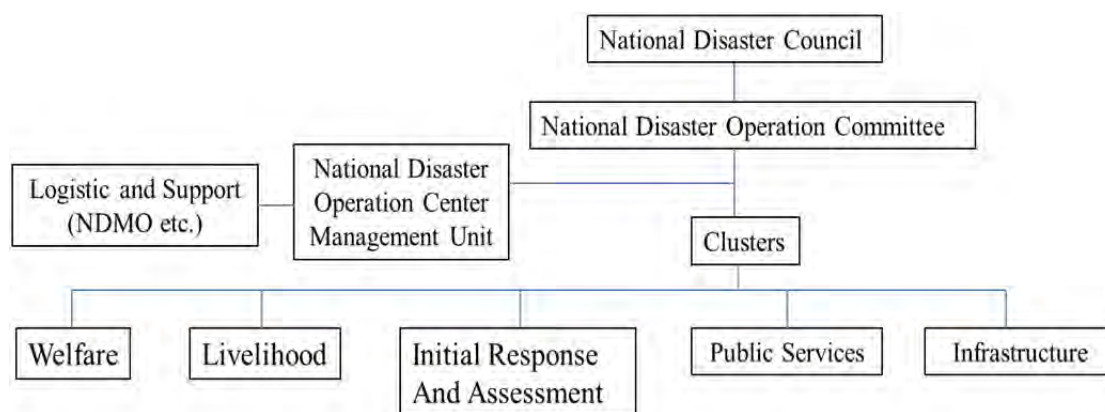 National Disaster Council
National Disaster Operation Committee
National Disaster
Operation Center
Management Unit
Logistic and Support
(NDMO etc.)
Clusters
Welfare
Livelihood
Initial Response
And Assessment
Public Services
Infrastructure